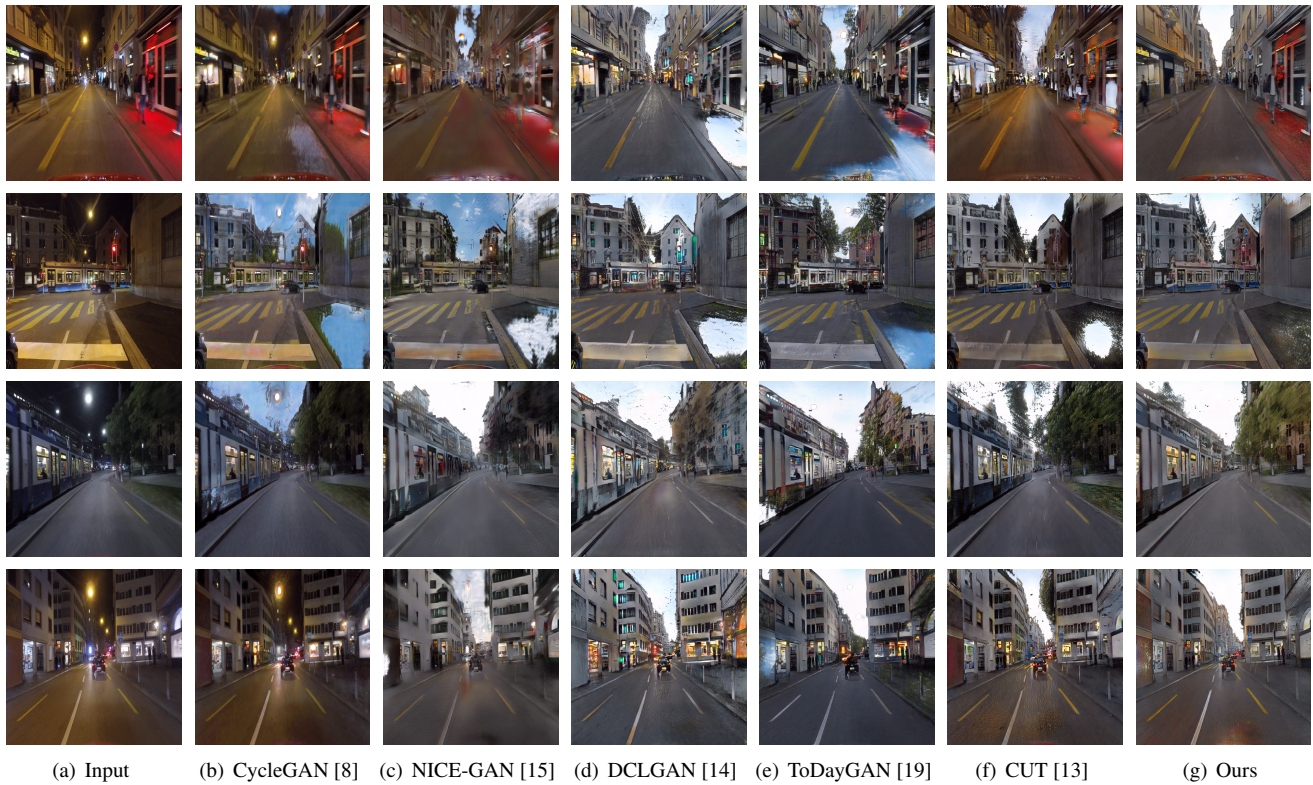 (a) Input (b) CycleGAN [8] (c) NICE-GAN [15] (d) DCLGAN [14] (e) ToDayGAN [19] (f) CUT [13] (g) Ours